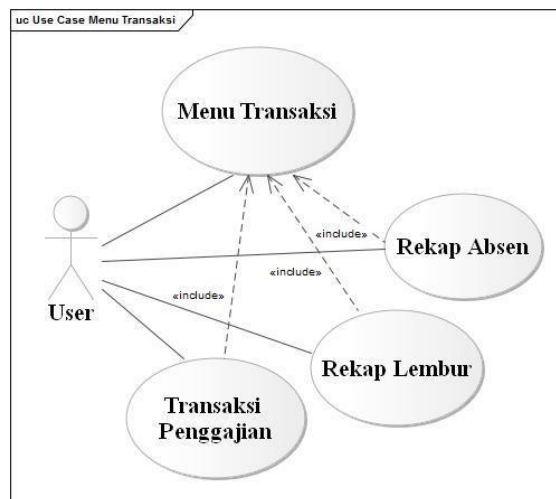 uc Use Case Menu Transaksi
Menu Transaksi
«include»
Rekap Absen
«include»
User
«include»
Rekap Lembur
Transaksi
Penggajian